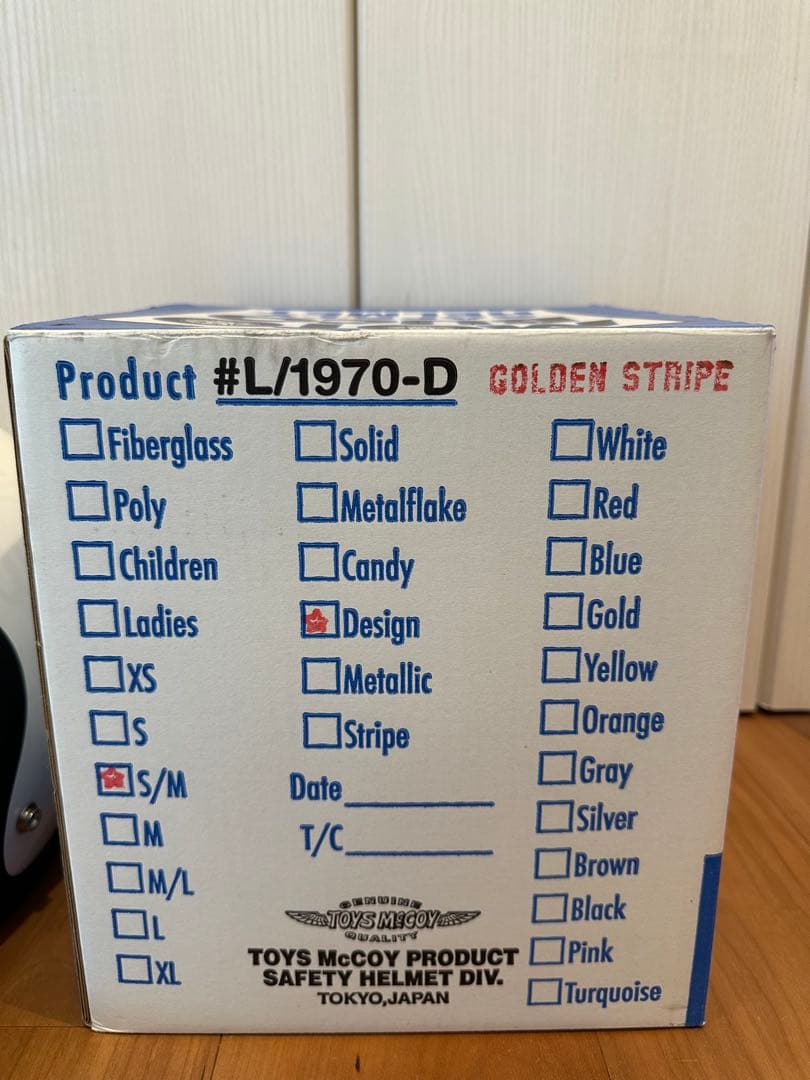 Product #L/1970-D GOLDEN STRIPE
Fiberglass
Poly
Children
Ladies
XS
S
S/M
M
M/L
L
XL
Solid
Metalflake
Candy
Design
Metallic
Stripe
Date
T/C
White
Red
Blue
Gold
Yellow
Orange
Gray
Silver
Brown
Black
Pink
Turquoise
GENUINE
TOYS McCOY
QUALITY
TOYS McCOY PRODUCT
SAFETY HELMET DIV.
TOKYO,JAPAN